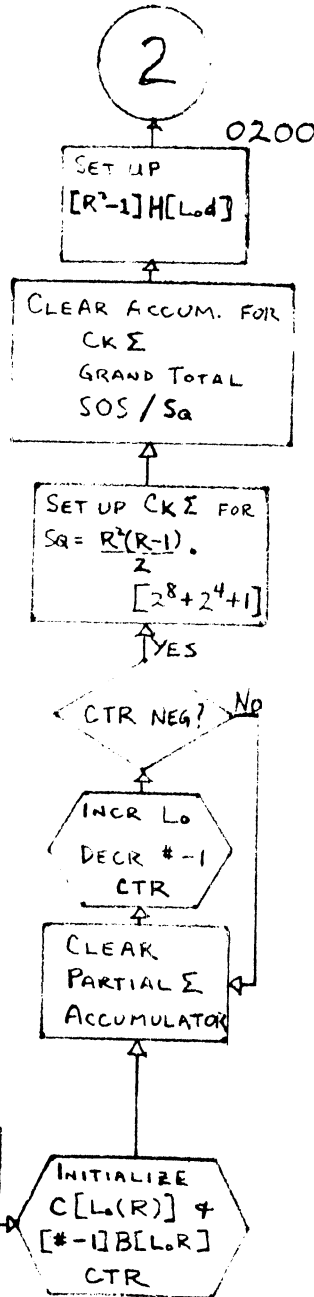 2
0200
SET UP
[R²-1]H[Lod]
CLEAR ACCUM. FOR
CK Σ
GRAND TOTAL
SOS / SQ
SET UP CK Σ FOR
SQ = R²(R-1) .
2
[2⁸+2⁴+1]
YES
CTR NEG?
NO
INCR Lo
DECR #-1
CTR
CLEAR
PARTIAL Σ
ACCUMULATOR
INITIALIZE
C[Lo(R)] &
[#-1]B[LoR]
CTR